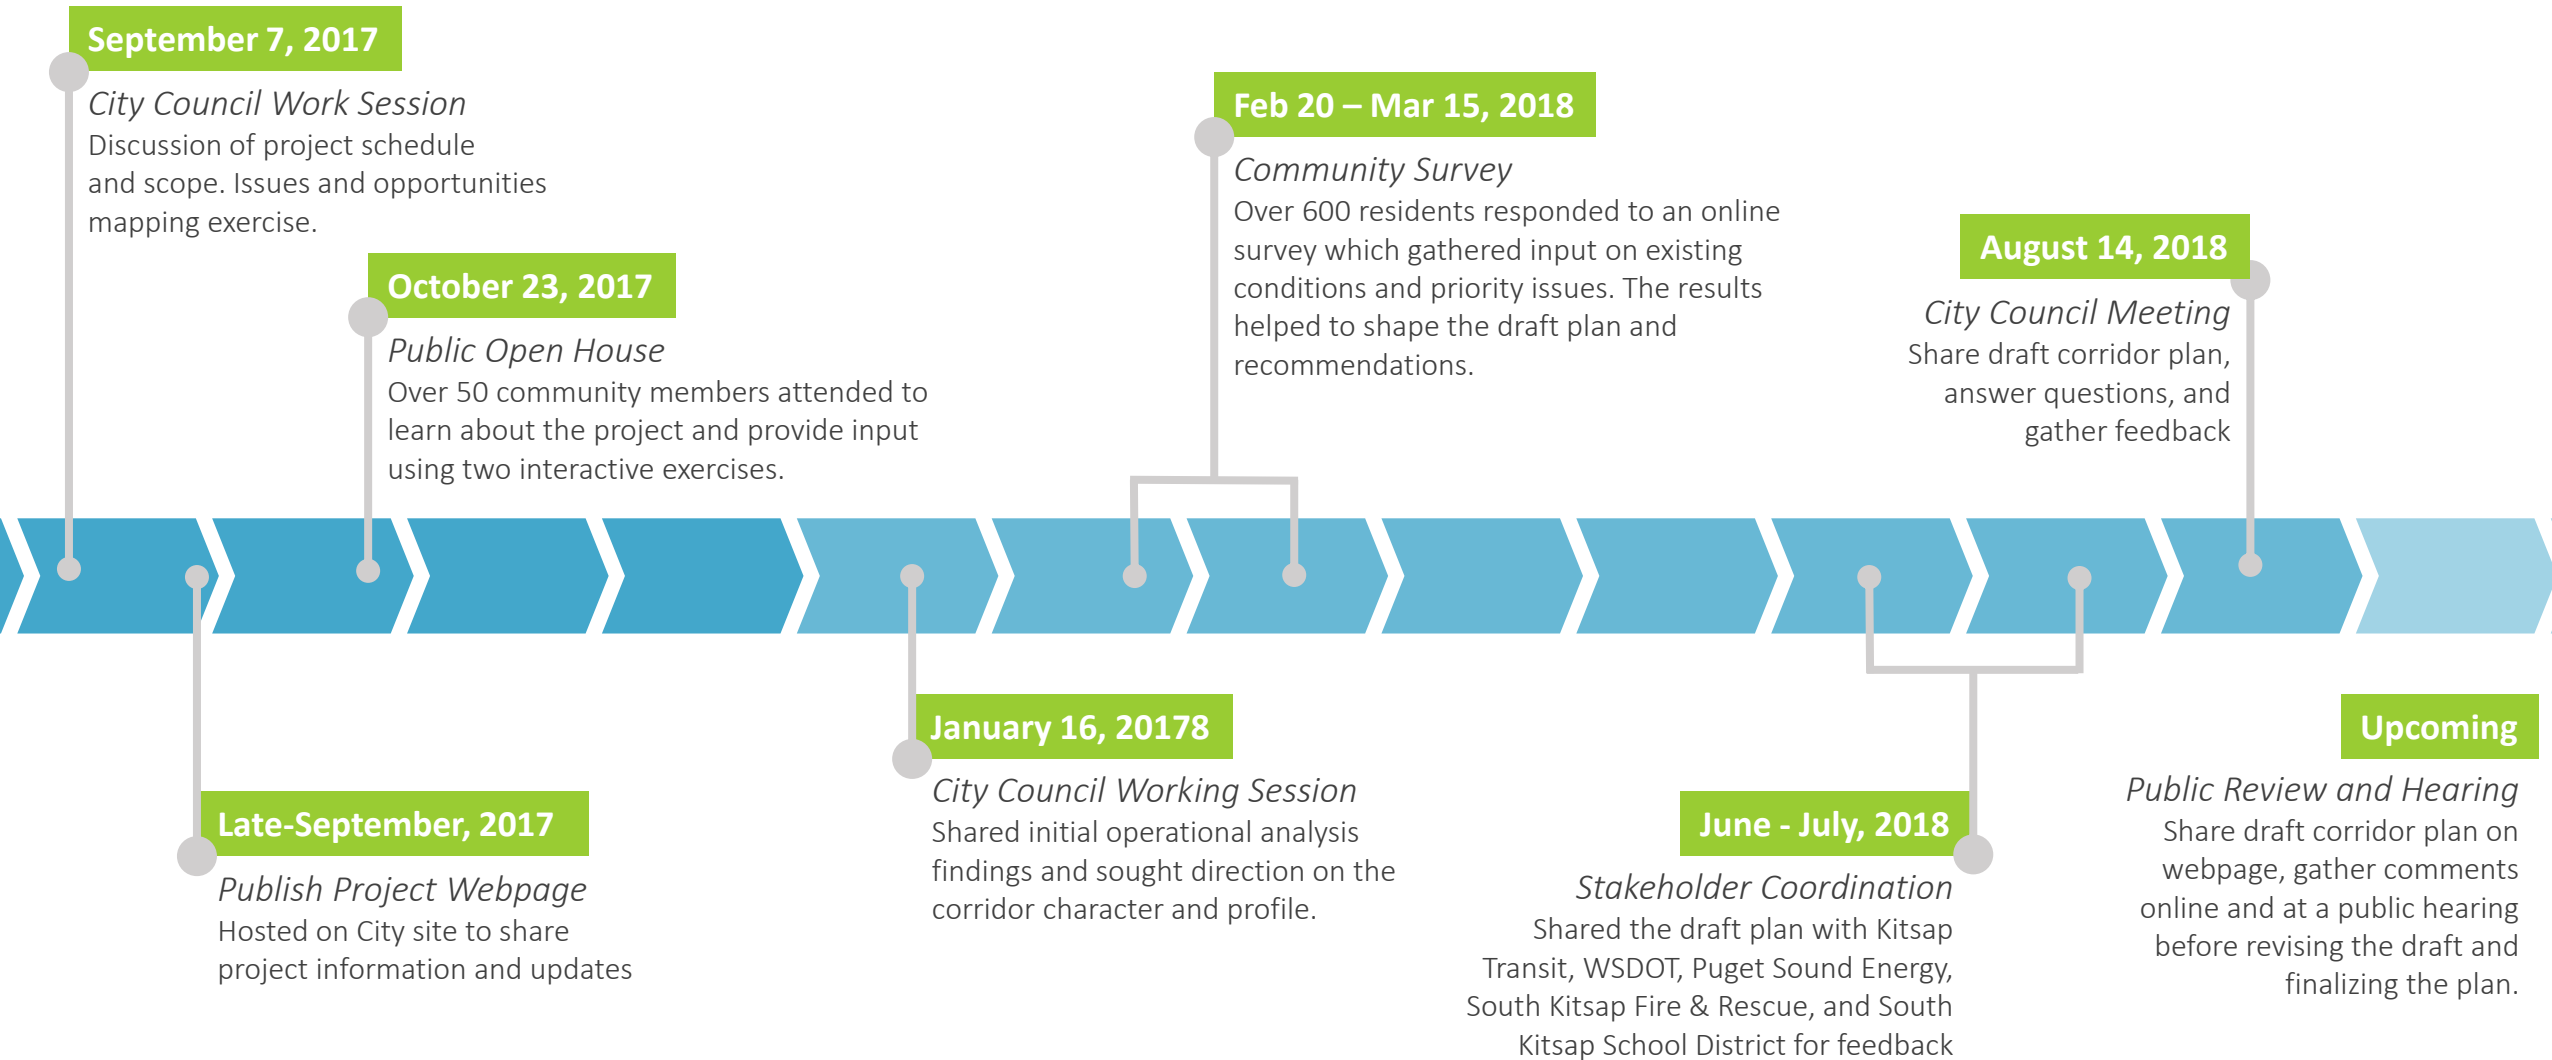 September 7, 2017
City Council Work Session
Discussion of project schedule
and scope. Issues and opportunities
mapping exercise.
October 23, 2017
Public Open House
Over 50 community members attended to
learn about the project and provide input
using two interactive exercises.
Feb 20 – Mar 15, 2018
Community Survey
Over 600 residents responded to an online
survey which gathered input on existing
conditions and priority issues. The results
helped to shape the draft plan and
recommendations.
August 14, 2018
City Council Meeting
Share draft corridor plan,
answer questions, and
gather feedback
Late-September, 2017
Publish Project Webpage
Hosted on City site to share
project information and updates
January 16, 20178
City Council Working Session
Shared initial operational analysis
findings and sought direction on the
corridor character and profile.
June - July, 2018
Stakeholder Coordination
Shared the draft plan with Kitsap
Transit, WSDOT, Puget Sound Energy,
South Kitsap Fire & Rescue, and South
Kitsap School District for feedback
Upcoming
Public Review and Hearing
Share draft corridor plan on
webpage, gather comments
online and at a public hearing
before revising the draft and
finalizing the plan.